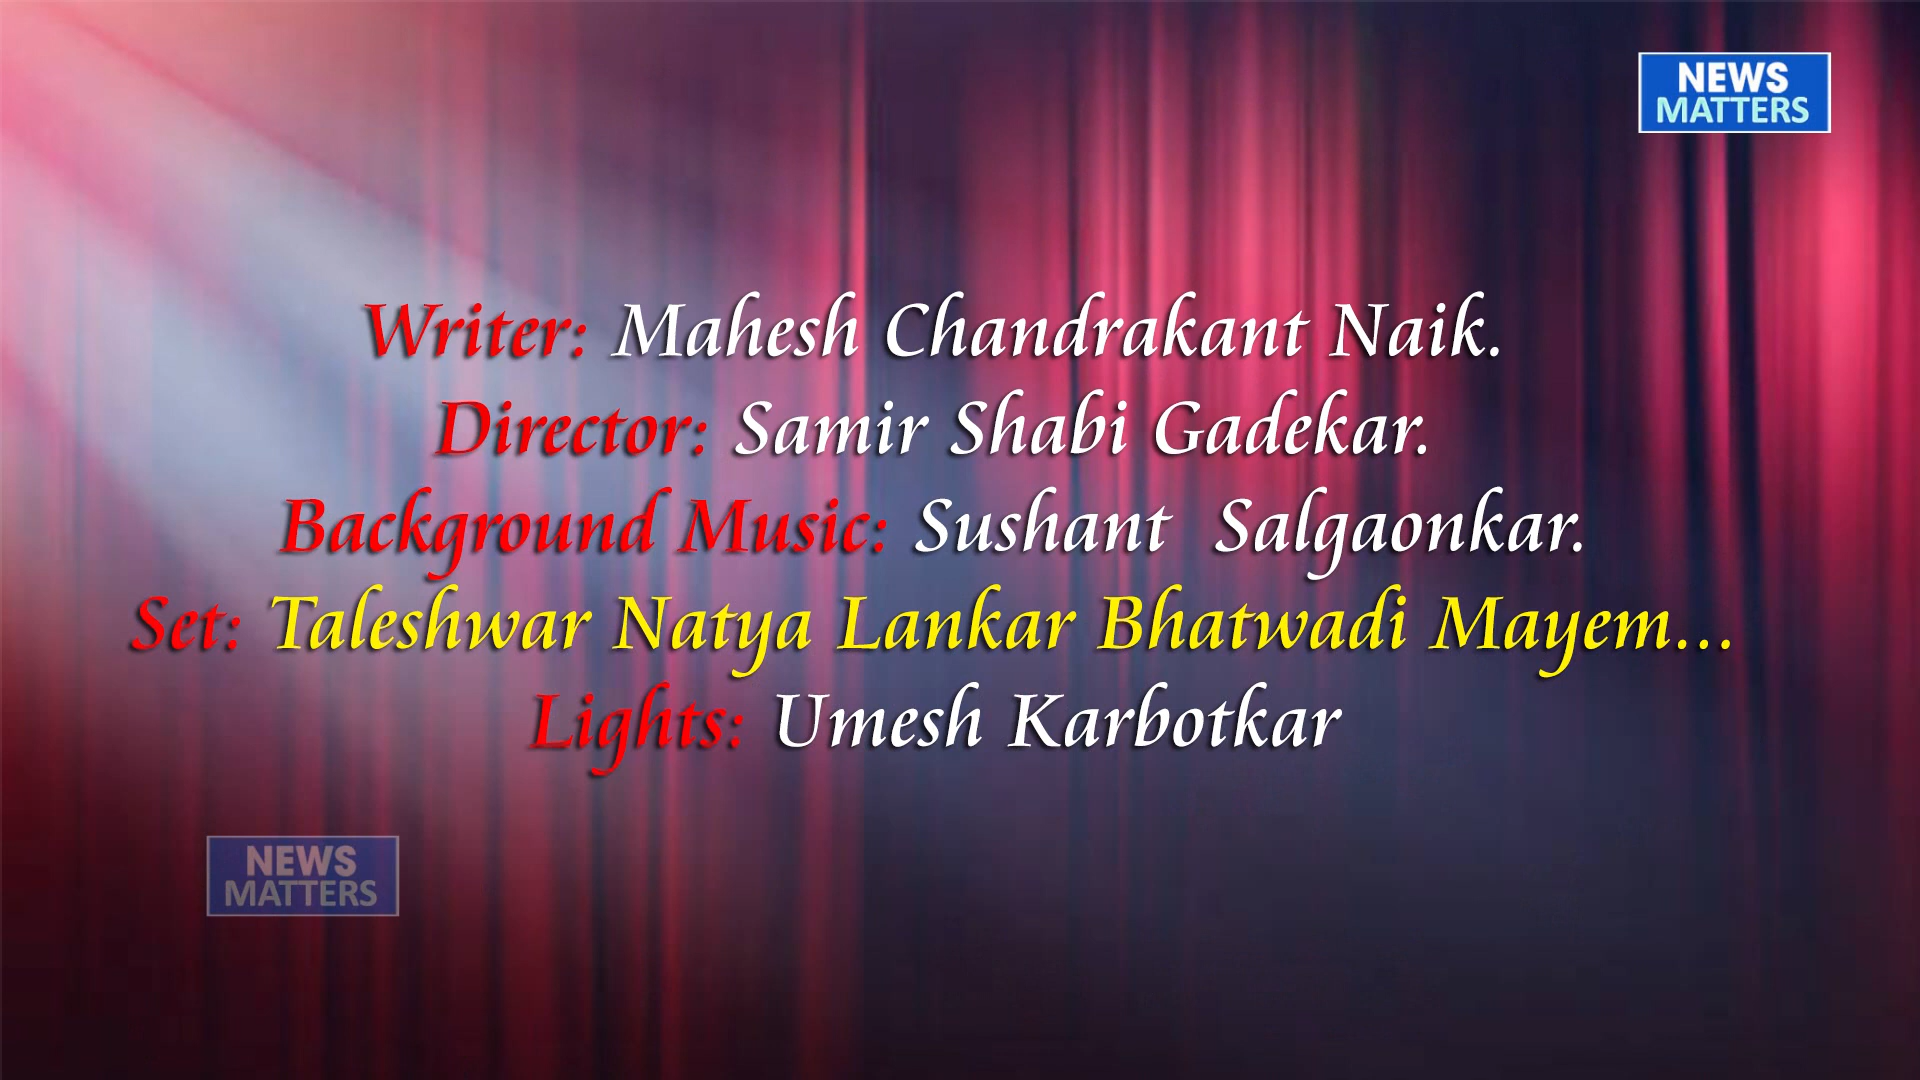 NEWS
MATTERS
Writer: Mahesh Chandrakant Naik.
Director: Samir Shabi Gadekar.
Background Music: Sushant Salgaonkar.
Set: Taleshwar Natya Lankar Bhatwadi Mayem...
Lights: Umesh Karbotkar
NEWS
MATTERS